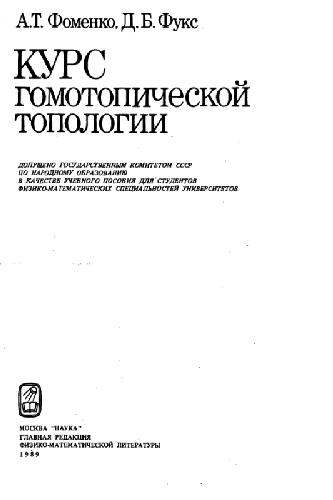 А.Т. Фоменко, Д.Б. Фукс
КУРС
ГОМОТОПИЧЕСКОЙ
ТОПОЛОГИИ
ДОПУЩЕНО ГОСУДАРСТВЕННЫМ КОМИТЕТОМ СССР
ПО НАРОДНОМУ ОБРАЗОВАНИЮ
В КАЧЕСТВЕ УЧЕБНОГО ПОСОБИЯ ДЛЯ СТУДЕНТОВ
ФИЗИКО-МАТЕМАТИЧЕСКИХ СПЕЦИАЛЬНОСТЕЙ УНИВЕРСИТЕТОВ
МОСКВА "НАУКА"
ГЛАВНАЯ РЕДАКЦИЯ
ФИЗИКО-МАТЕМАТИЧЕСКОЙ ЛИТЕРАТУРЫ
1989